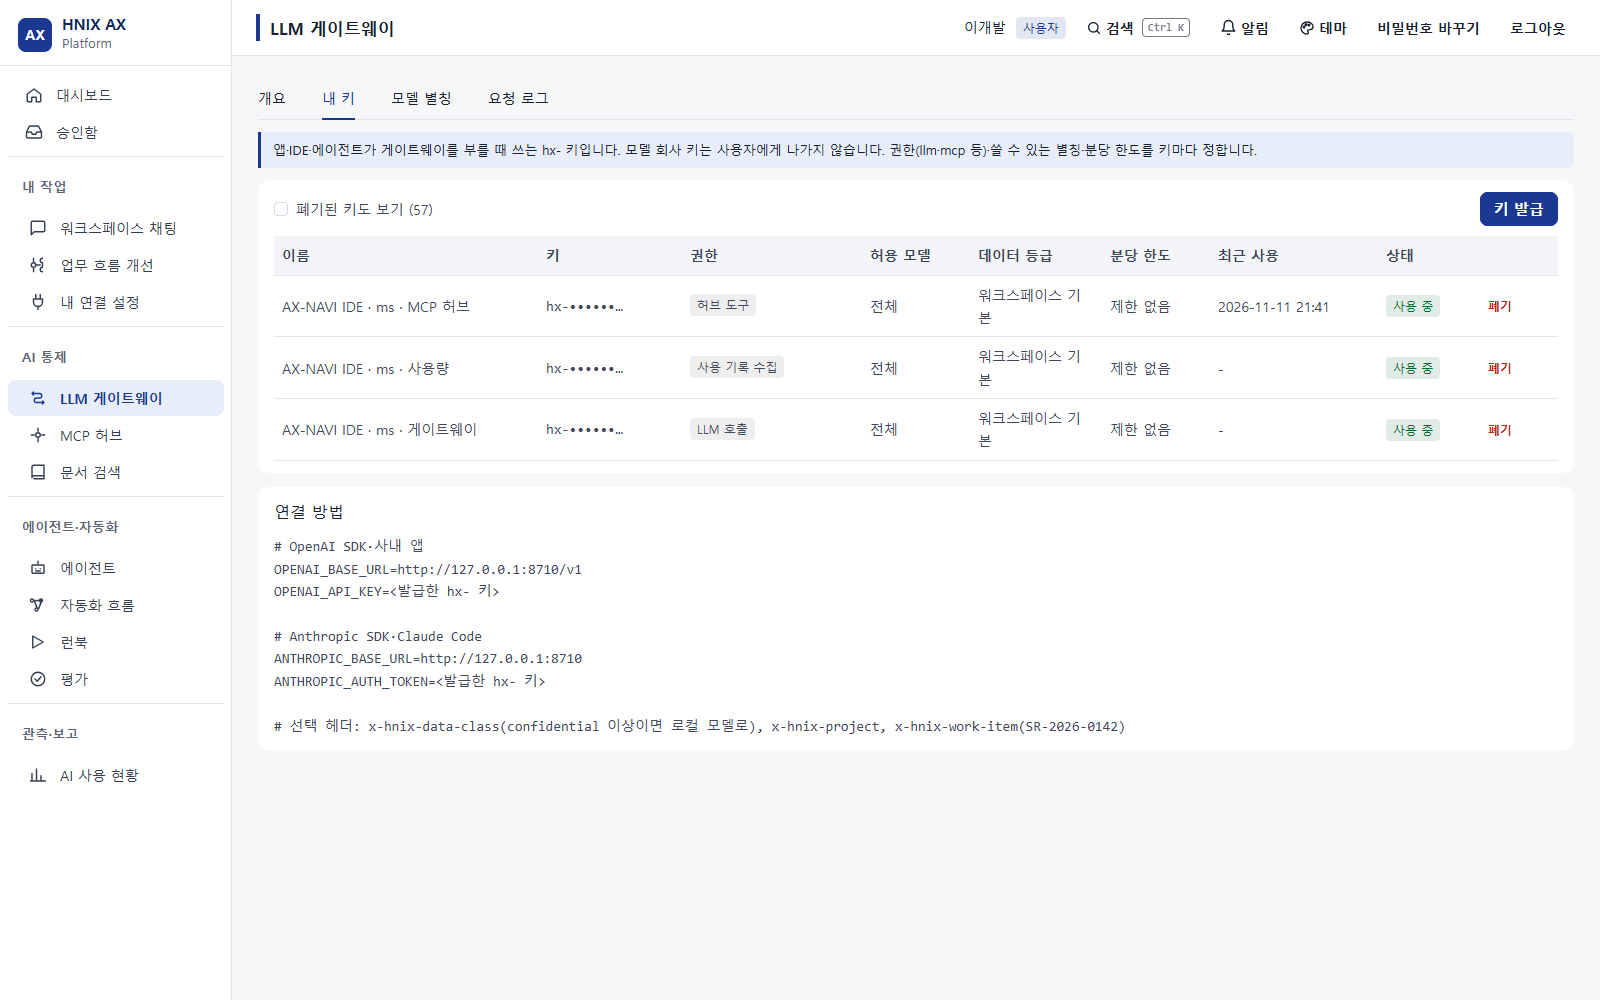 AX
HNIX AX
Platform
대시보드
승인함
내 작업
워크스페이스 채팅
업무 흐름 개선
내 연결 설정
AI 통제
LLM 게이트웨이
MCP 허브
문서 검색
에이전트·자동화
에이전트
자동화 흐름
런북
평가
관측·보고
AI 사용 현황
LLM 게이트웨이
이개발 사용자 검색 Ctrl K 알림 테마 비밀번호 바꾸기 로그아웃
개요 내 키 모델 별칭 요청 로그
앱·IDE·에이전트가 게이트웨이를 부를 때 쓰는 hx- 키입니다. 모델 회사 키는 사용자에게 나가지 않습니다. 권한(llm·mcp 등)·쓸 수 있는 별칭·분당 한도를 키마다 정합니다.
폐기된 키도 보기 (57) 키 발급
이름 키 권한 허용 모델 데이터 등급 분당 한도 최근 사용 상태
AX-NAVI IDE · ms · MCP 허브 hx-••••••… 허브 도구 전체 워크스페이스 기본 제한 없음 2026-11-11 21:41 사용 중 폐기
AX-NAVI IDE · ms · 사용량 hx-••••••… 사용 기록 수집 전체 워크스페이스 기본 제한 없음 - 사용 중 폐기
AX-NAVI IDE · ms · 게이트웨이 hx-••••••… LLM 호출 전체 워크스페이스 기본 제한 없음 - 사용 중 폐기
연결 방법
# OpenAI SDK·사내 앱
OPENAI_BASE_URL=http://127.0.0.1:8710/v1
OPENAI_API_KEY=<발급한 hx- 키>
# Anthropic SDK·Claude Code
ANTHROPIC_BASE_URL=http://127.0.0.1:8710
ANTHROPIC_AUTH_TOKEN=<발급한 hx- 키>
# 선택 헤더: x-hnix-data-class(confidential 이상이면 로컬 모델로), x-hnix-project, x-hnix-work-item(SR-2026-0142)